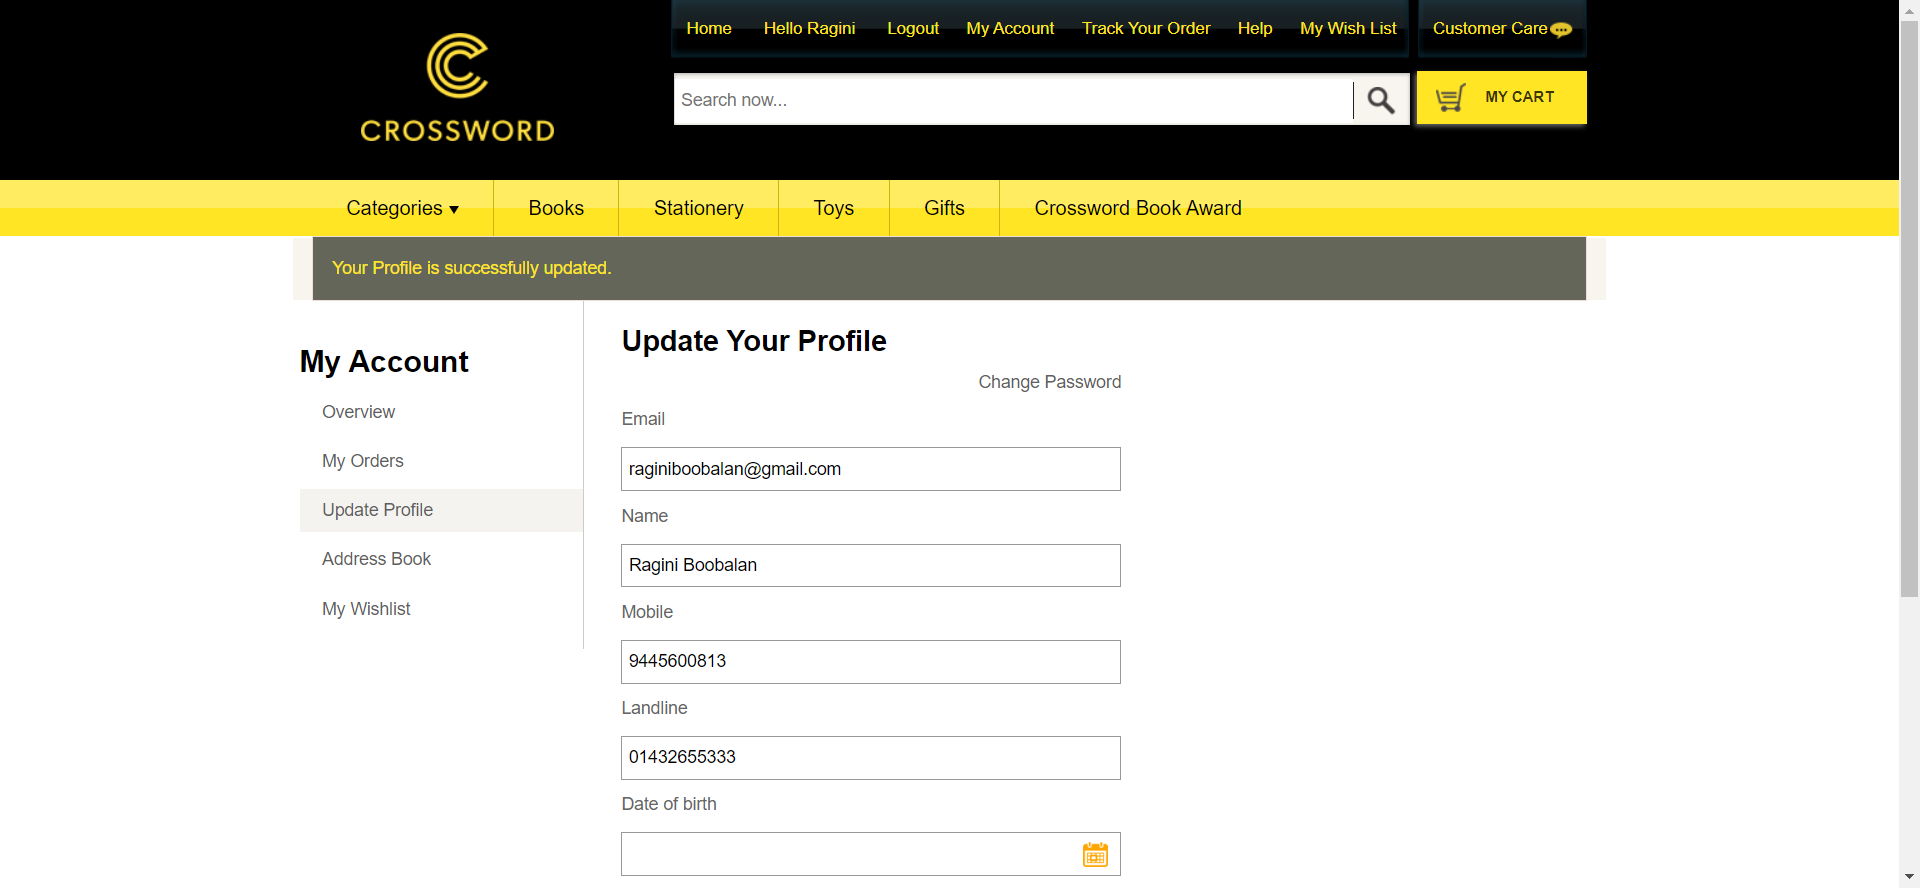 Home Hello Ragini Logout My Account Track Your Order Help My Wish List Customer Care
CROSSWORD
Search now...
MY CART
Categories ▼ Books Stationery Toys Gifts Crossword Book Award
Your Profile is successfully updated.
My Account
Overview
My Orders
Update Profile
Address Book
My Wishlist
Update Your Profile
Change Password
Email
raginiboobalan@gmail.com
Name
Ragini Boobalan
Mobile
9445600813
Landline
01432655333
Date of birth